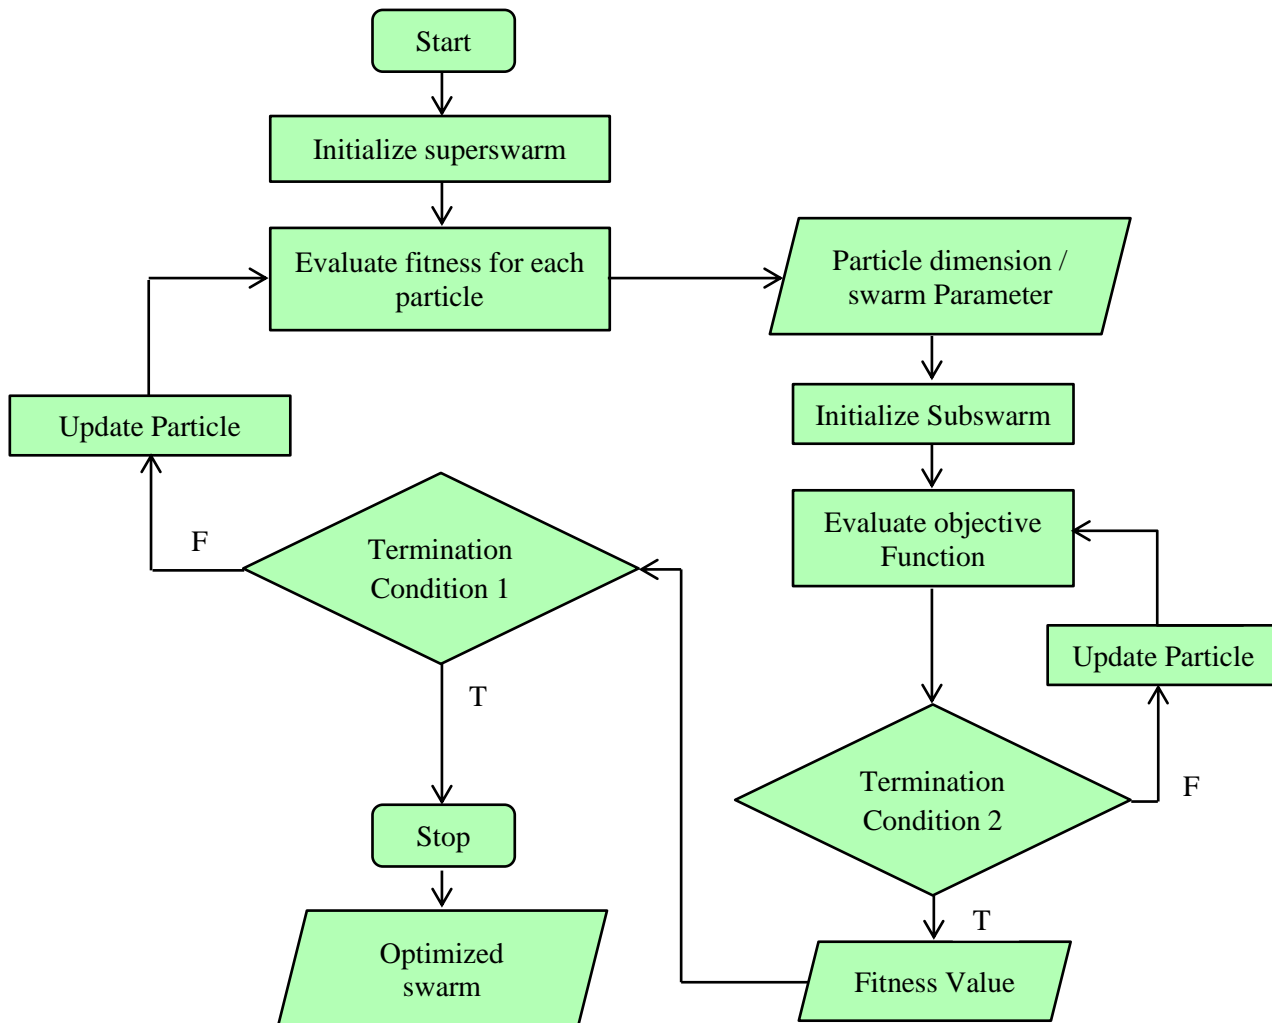 Start
Initialize superswarm
Evaluate fitness for each
particle
Particle dimension /
swarm Parameter
Update Particle
Initialize Subswarm
Evaluate objective
Function
F
Termination
Condition 1
Update Particle
T
Termination
Condition 2
F
Stop
T
Optimized
swarm
Fitness Value